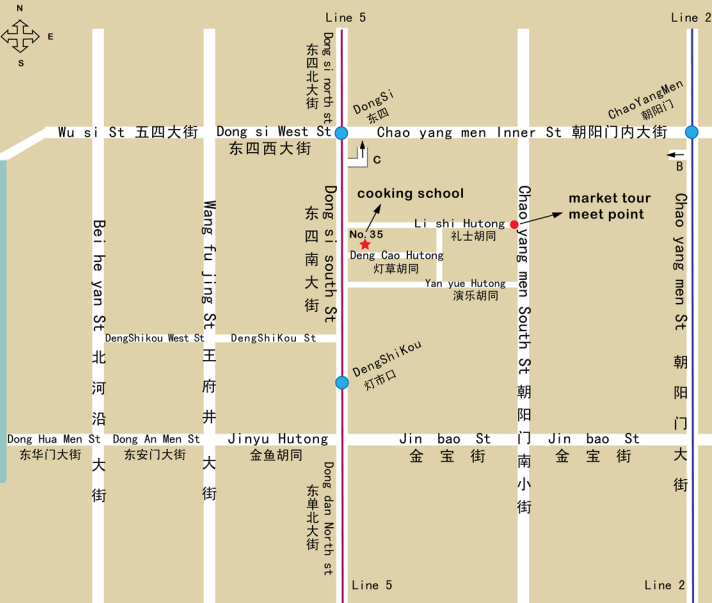 N
E
S
Line 5
Line 2
Dong si north st
东四北大街
DongSi
东四
ChaoYangMen
朝阳门
Wu si St 五四大街
Dong si West St
东四西大街
Chao yang men Inner St 朝阳门内大街
C
B
cooking school
market tour
meet point
Li shi Hutong
礼士胡同
No. 35
Deng Cao Hutong
灯草胡同
Yan yue Hutong
演乐胡同
Dong si south St
东四南大街
Bei he yan St 北河沿大街
Wang fu jing St 王府井大街
Chao yang men South St 朝阳门南小街
Chao yang men St 朝阳门大街
DengShikou West St
DengShiKou St
DengShiKou
灯市口
Dong Hua Men St
东华门大街
Dong An Men St
东安门大街
Jinyu Hutong
金鱼胡同
Jin bao St
金宝街
Jin bao St
金宝街
Dong dan North st
东单北大街
Line 5
Line 2